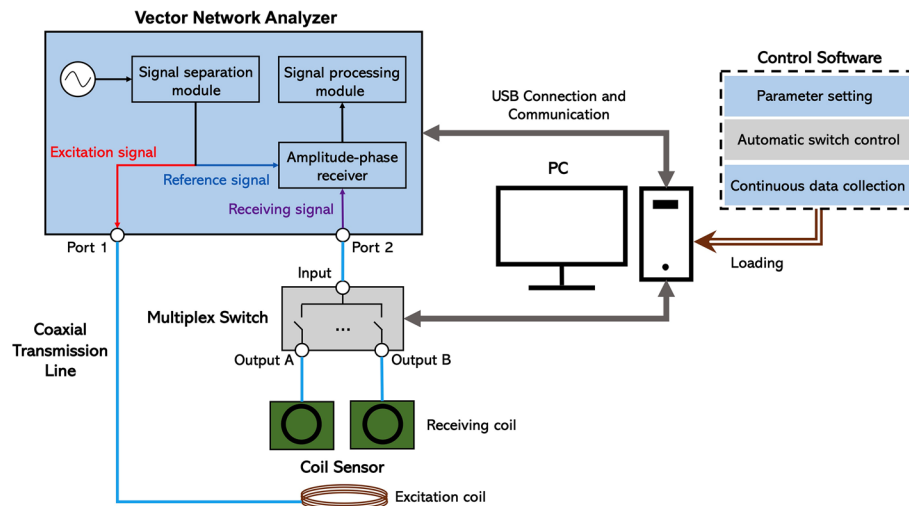 Vector Network Analyzer
Signal separation
module
Signal processing
module
Excitation signal
Reference signal
Amplitude-phase
receiver
Receiving signal
Port 1
Port 2
USB Connection and
Communication
PC
Control Software
Parameter setting
Automatic switch control
Continuous data collection
Loading
Input
Multiplex Switch
...
Output A
Output B
Coaxial
Transmission
Line
Receiving coil
Coil Sensor
Excitation coil